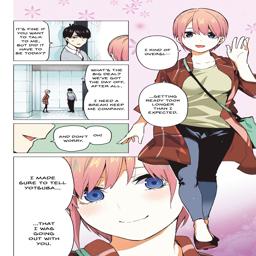 IT'S FINE IF
YOU WANT
TO TALK
TO ME,
BUT DID IT
HAVE TO
BE TODAY?
I KIND OF
OVERSL...
WHAT'S THE
BIG DEAL?
WE'VE GOT
THE DAY OFF,
AFTER ALL.
I NEED A
BREAK! KEEP
ME COMPANY.
...GETTING
READY TOOK
LONGER
THAN I
EXPECTED.
OH!
AND DON'T
WORRY.
I MADE
SURE TO TELL
YOTSUBA...
...THAT I
WAS
GOING
OUT WITH
YOU.